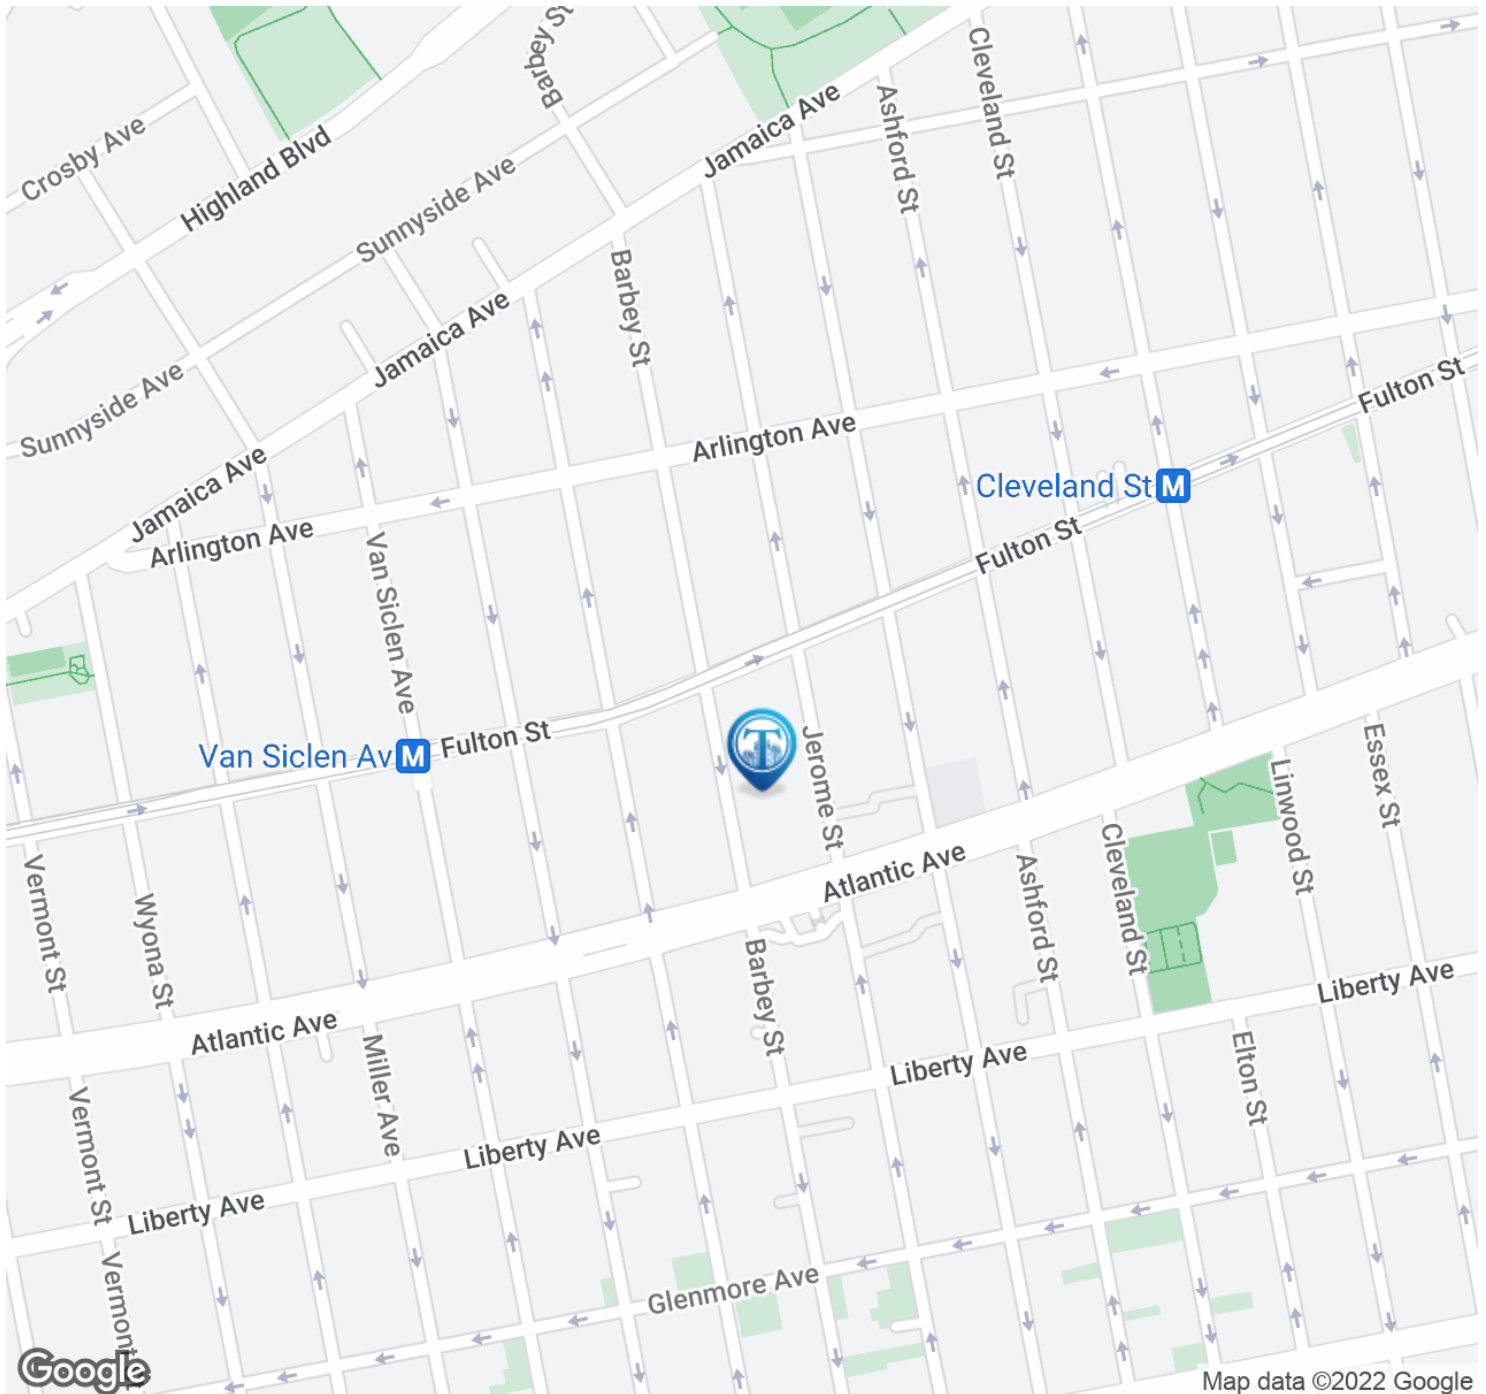 Barbey St
Cleveland St
Crosby Ave
Highland Blvd
Jamaica Ave
Ashford St
Sunnyside Ave
Barbey St
Jamaica Ave
Sunnyside Ave
Fulton St
Arlington Ave
Jamaica Ave
Cleveland St M
Arlington Ave
Fulton St
Van Siclen Ave
Van Siclen Av M
Fulton St
T
Jerome St
Linwood St
Essex St
Cleveland St
Atlantic Ave
Ashford St
Vermont St
Wyona St
Barbey St
Liberty Ave
Atlantic Ave
Miller Ave
Liberty Ave
Elton St
Vermont St
Liberty Ave
Liberty Ave
Vermont St
Glenmore Ave
Google
Map data ©2022 Google